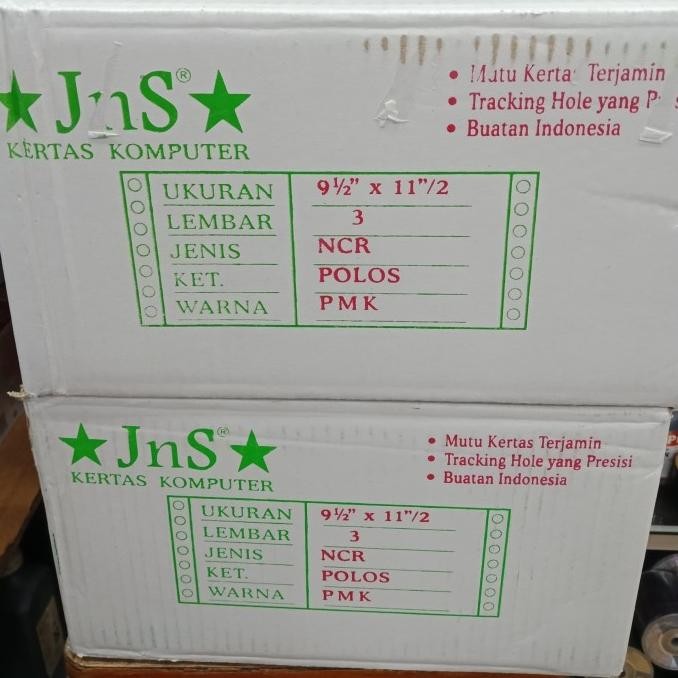 ★ JnS® ★
KERTAS KOMPUTER
• Mutu Kertas Terjamin
• Tracking Hole yang
• Buatan Indonesia
UKURAN 9½" x 11"/2
LEMBAR 3
JENIS NCR
KET. POLOS
WARNA PMK
★ JnS® ★
KERTAS KOMPUTER
• Mutu Kertas Terjamin
• Tracking Hole yang Presisi
• Buatan Indonesia
UKURAN 9½" x 11"/2
LEMBAR 3
JENIS NCR
KET. POLOS
WARNA PMK